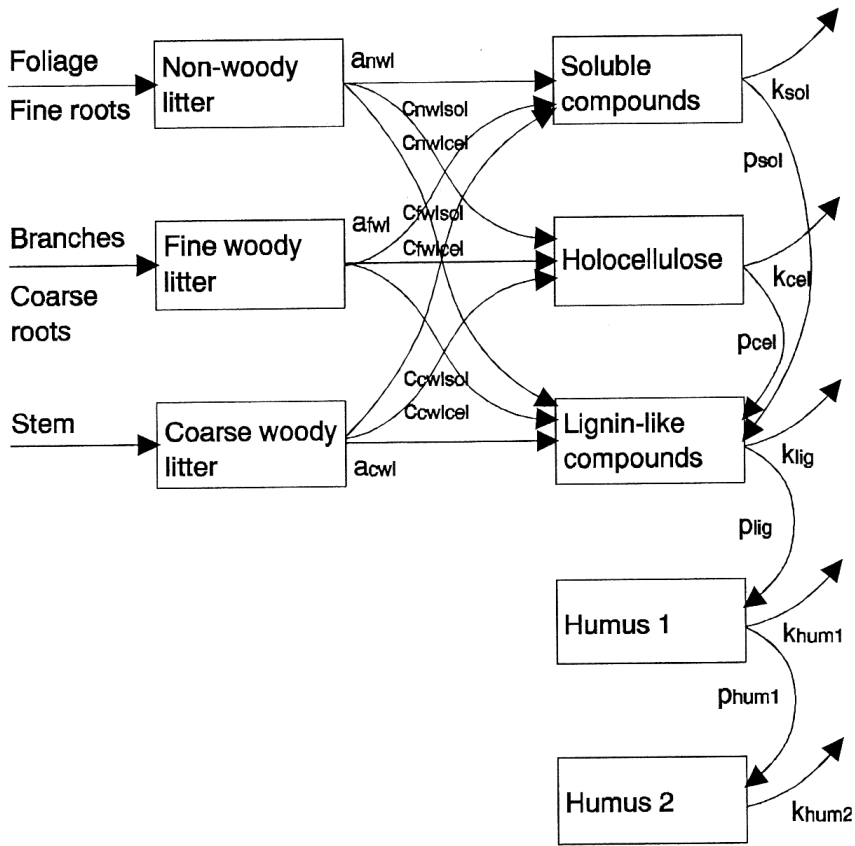 Foliage
Fine roots
Non-woody
litter
anwl
Soluble
compounds
ksol
cnwlsol
cnwlcel
psol
Branches
Coarse
roots
Fine woody
litter
afwl
cfwlsol
cfwlcel
Holocellulose
kcel
pcel
Stem
Coarse woody
litter
acwl
ccwlsol
ccwlcel
Lignin-like
compounds
klig
plig
Humus 1
khum1
phum1
Humus 2
khum2